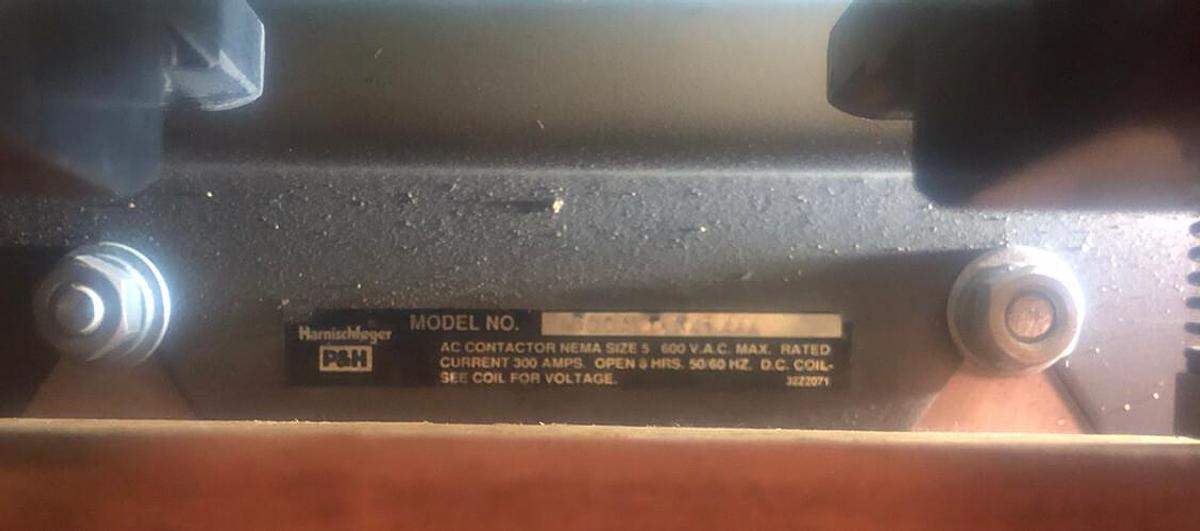 MODEL NO.
Harnischfeger
P&H
AC CONTACTOR NEMA SIZE 5 600 V.A.C. MAX. RATED
CURRENT 300 AMPS. OPEN 8 HRS. 50/60 HZ. D.C. COIL-
SEE COIL FOR VOLTAGE.
32Z2071